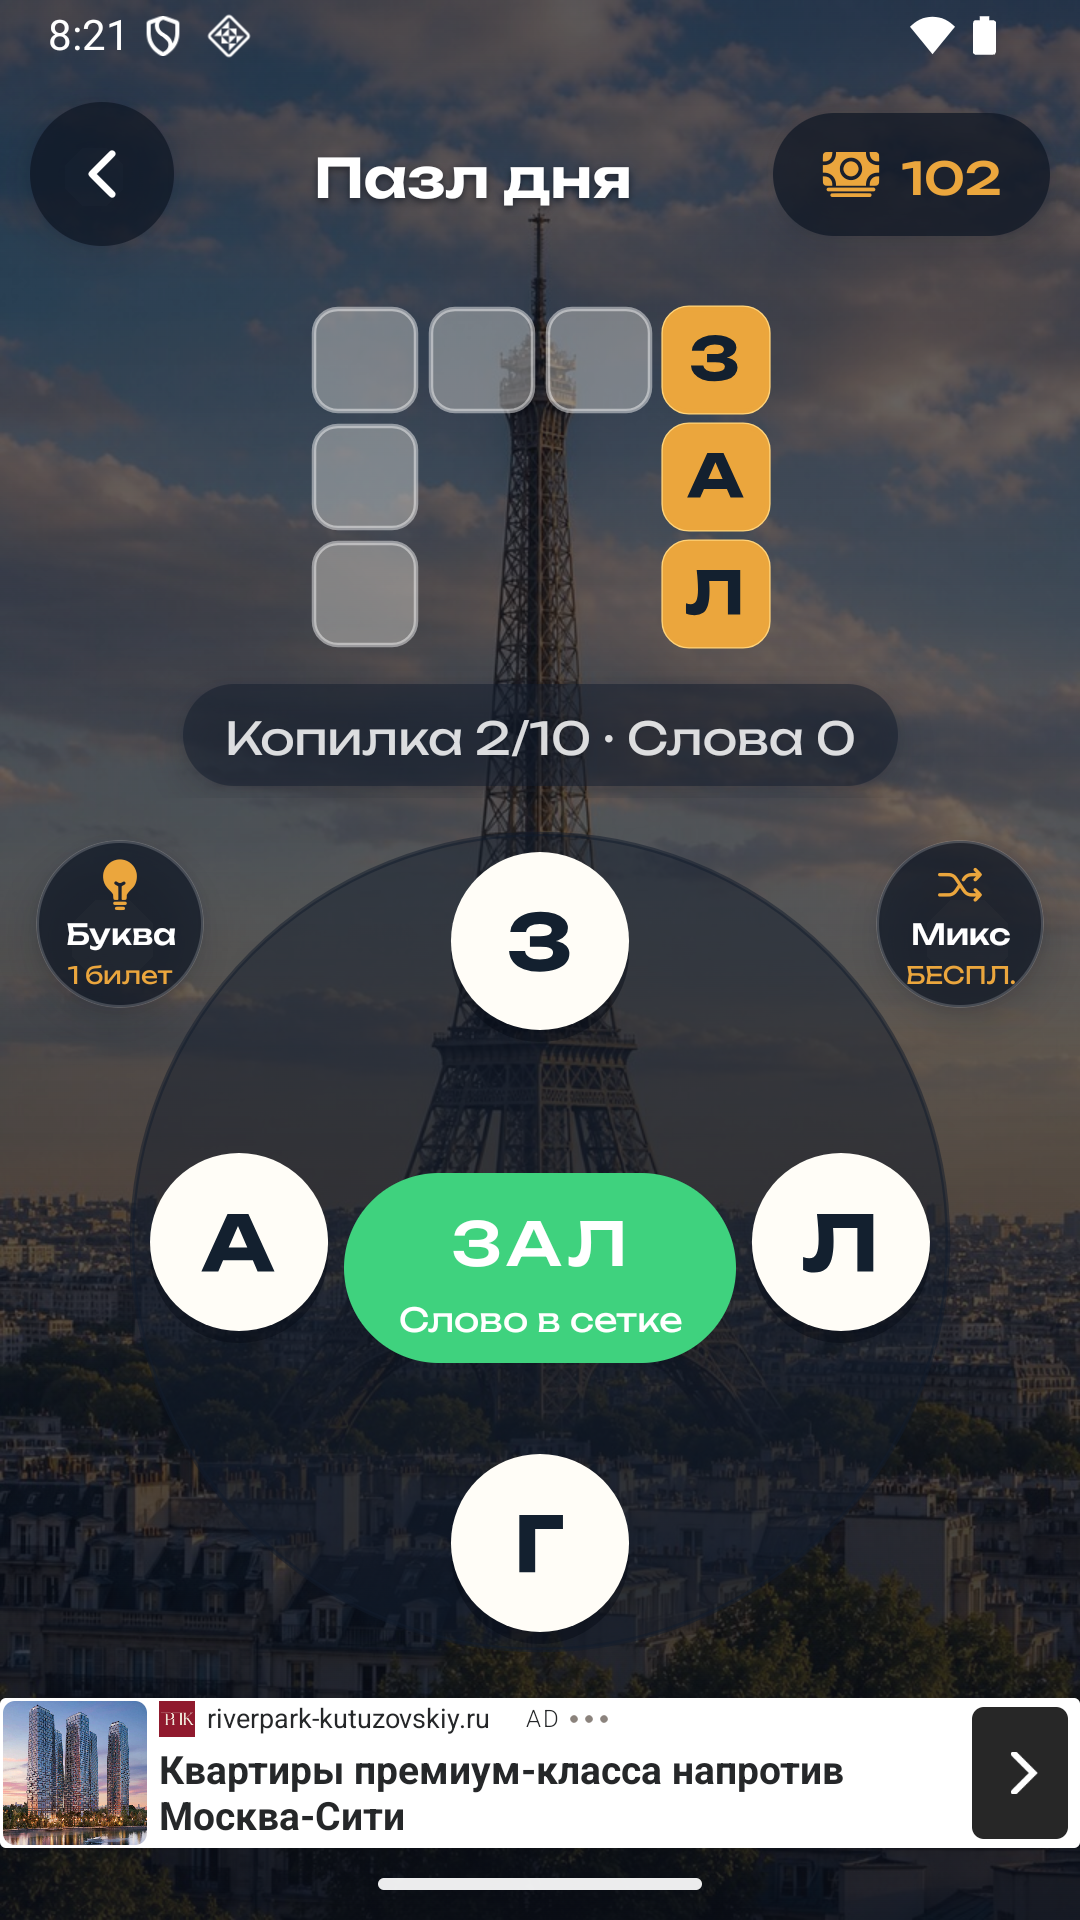 8:21
Пазл дня
102
З
А
Л
Копилка 2/10 · Слова 0
Буква
1 билет
Микс
БЕСПЛ.
З
А
Л
ЗАЛ
Слово в сетке
Г
riverpark-kutuzovskiy.ru AD
Квартиры премиум-класса напротив
Москва-Сити